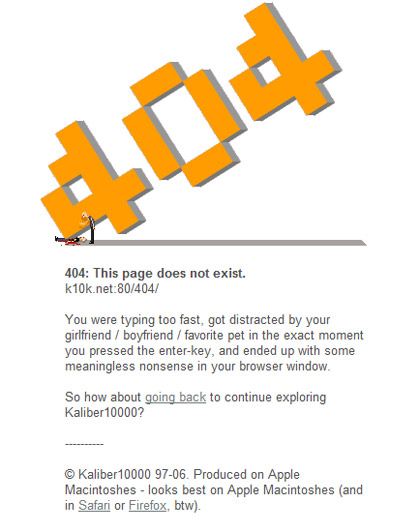 404
404: This page does not exist.
k10k.net:80/404/
You were typing too fast, got distracted by your
girlfriend / boyfriend / favorite pet in the exact moment
you pressed the enter-key, and ended up with some
meaningless nonsense in your browser window.
So how about going back to continue exploring
Kaliber10000?
----------
© Kaliber10000 97-06. Produced on Apple
Macintoshes - looks best on Apple Macintoshes (and
in Safari or Firefox, btw).